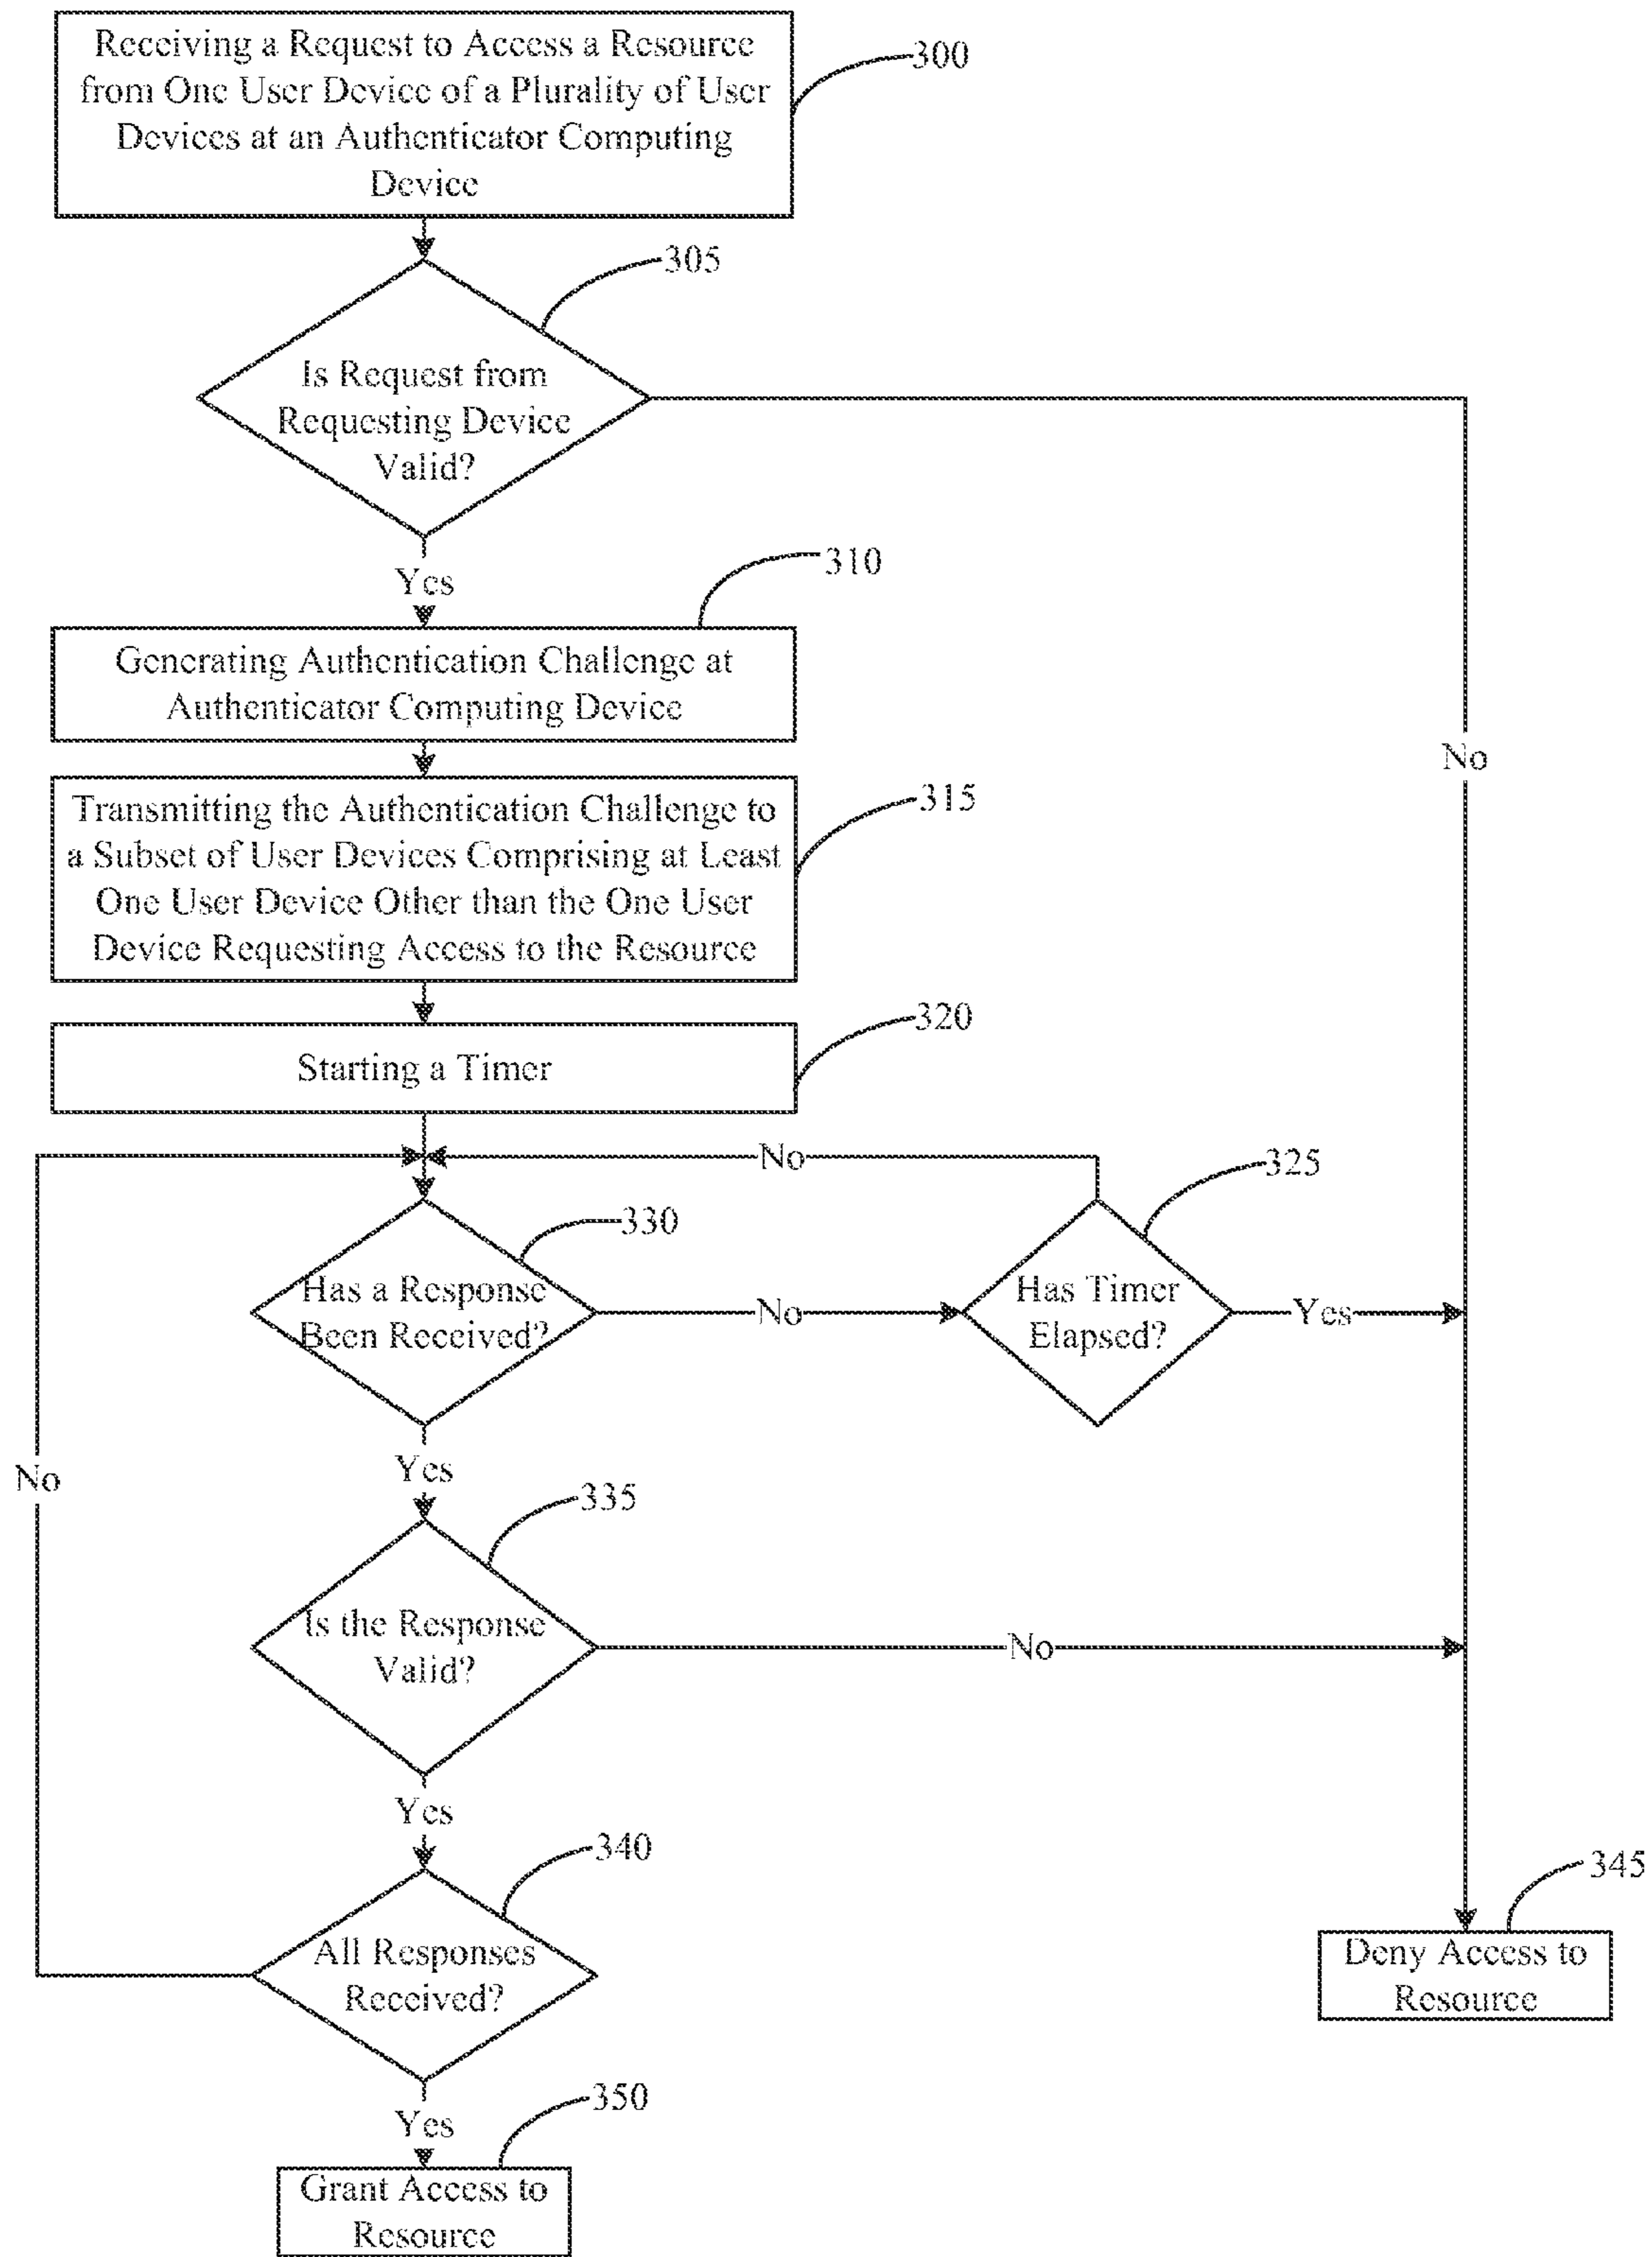 Receiving a Request to Access a Resource
from One User Device of a Plurality of User
Devices at an Authenticator Computing
Device
300
305
Is Request from
Requesting Device
Valid?
Yes
310
Generating Authentication Challenge at
Authenticator Computing Device
No
Transmitting the Authentication Challenge to
a Subset of User Devices Comprising at Least
One User Device Other than the One User
Device Requesting Access to the Resource
315
320
Starting a Timer
No
325
330
Has a Response
Been Received?
No
Has Timer
Elapsed?
Yes
Yes
No
335
Is the Response
Valid?
No
Yes
340
All Responses
Received?
345
Deny Access to
Resource
Yes
350
Grant Access to
Resource